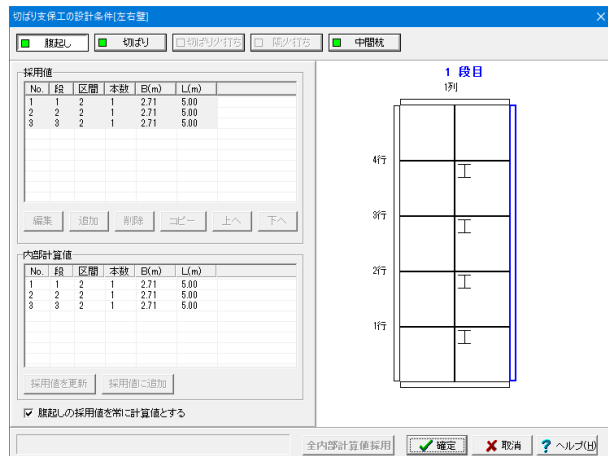 切ばり支保工の設計条件[左右壁]
腹起し 切ばり 切ばり火打ち 隅火打ち 中間杭
採用値
No. 段 区間 本数 B(m) L(m)
1 1 2 1 2.71 5.00
2 2 2 1 2.71 5.00
3 3 2 1 2.71 5.00
編集 追加 削除 コピー 上へ 下へ
内部計算値
No. 段 区間 本数 B(m) L(m)
1 1 2 1 2.71 5.00
2 2 2 1 2.71 5.00
3 3 2 1 2.71 5.00
採用値を更新 採用値に追加
腹起しの採用値を常に計算値とする
1 段目
1列
4行
3行
2行
1行
全内部計算値採用 確定 取消 ヘルプ(H)